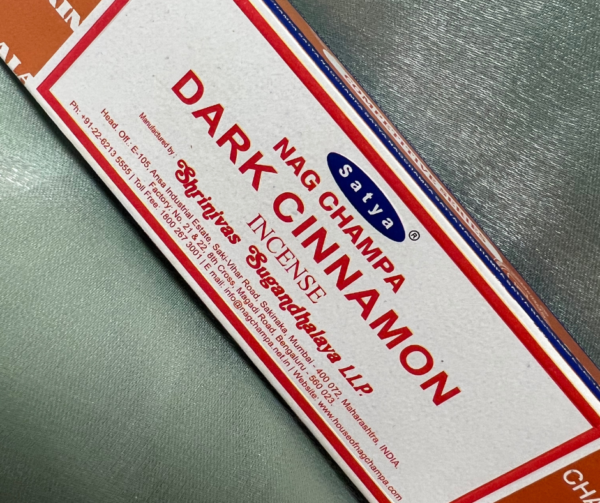 Satya®
NAG CHAMPA
DARK CINNAMON
INCENSE
Manufactured by :
Shrinivas Sugandhalaya LLP.
Head. Off.: E-105, Ansa Industrial Estate, Saki-Vihar Road, Sakinaka, Mumbai - 400 072. Maharashtra, INDIA.
Factory: No. 21 & 22, 8th Cross, Magadi Road, Bengaluru - 560 023.
Ph: +91-22-6213 5555 | Toll Free: 1800 267 3001 | E mail: info@nagchampa.net.in | Website: www.houseofnagchampa.com